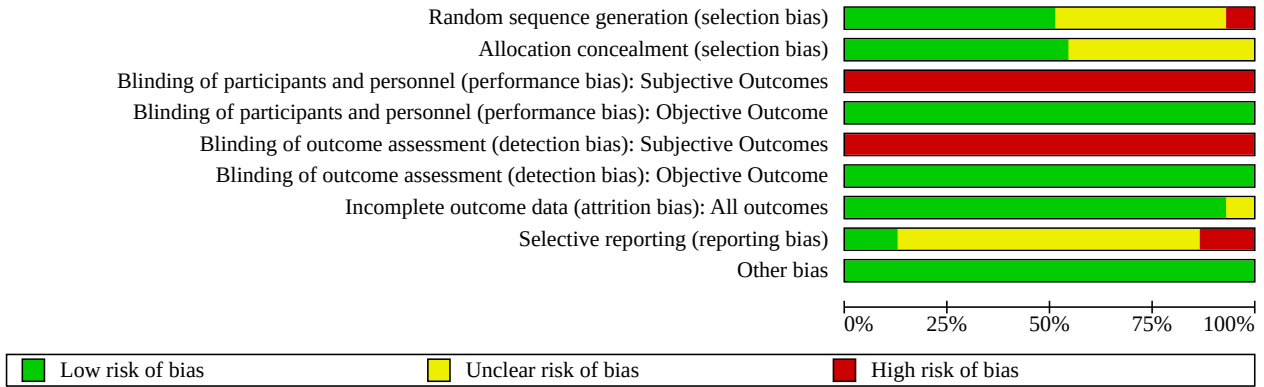 Random sequence generation (selection bias)
Allocation concealment (selection bias)
Blinding of participants and personnel (performance bias): Subjective Outcomes
Blinding of participants and personnel (performance bias): Objective Outcome
Blinding of outcome assessment (detection bias): Subjective Outcomes
Blinding of outcome assessment (detection bias): Objective Outcome
Incomplete outcome data (attrition bias): All outcomes
Selective reporting (reporting bias)
Other bias
0% 25% 50% 75% 100%
Low risk of bias Unclear risk of bias High risk of bias